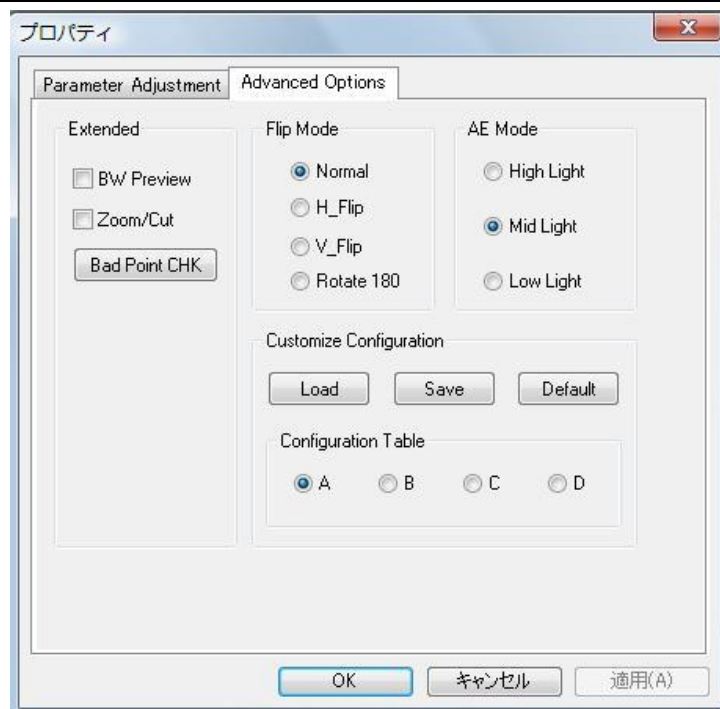 プロパティ
Parameter Adjustment
Advanced Options
Extended
BW Preview
Zoom/Cut
Bad Point CHK
Flip Mode
Normal
H_Flip
V_Flip
Rotate 180
AE Mode
High Light
Mid Light
Low Light
Customize Configuration
Load
Save
Default
Configuration Table
A
B
C
D
OK
キャンセル
適用(A)